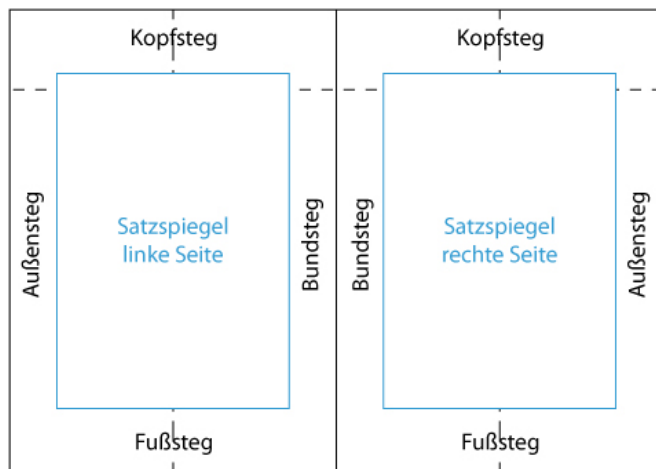 Kopfsteg
Kopfsteg
Außensteg
Satzspiegel
linke Seite
Bundsteg
Bundsteg
Satzspiegel
rechte Seite
Außensteg
Fußsteg
Fußsteg